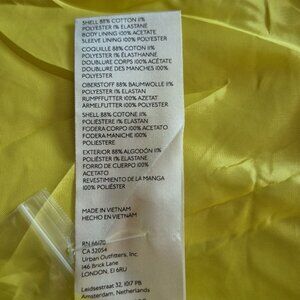 SHELL 88% COTTON 11%
POLYESTER 1% ELASTANE
BODY LINING 100% ACETATE
SLEEVE LINING 100% POLYESTER
COQUILLE 88% COTON 11%
POLYESTER 1% ÉLASTHANNE
DOUBLURE CORPS 100% ACÉTATE
DOUBLURE DES MANCHES 100%
POLYESTER
OBERSTOFF 88% BAUMWOLLE 11%
POLYESTER 1% ELASTAN
RUMPFFUTTER 100% AZETAT
ÄRMELFUTTER 100% POLYESTER
SHELL 88% COTONE 11%
POLIESTERE 1% ELASTAN
FODERA CORPO 100% ACETATO
FODERA MANICHE 100%
POLIESTERE
EXTERIOR 88% ALGODÓN 11%
POLIÉSTER 1% ELASTÁN
FORRO DE CUERPO 100%
ACETATO
REVESTIMIENTO DE LA MANGA
100% POLIÉSTER
MADE IN VIETNAM
HECHO EN VIETNAM
RN 66170
CA 32054
Urban Outfitters, Inc.
146 Brick Lane
LONDON, E1 6RU
Leidsestraat 32, 1017 PB
Amsterdam, Netherlands